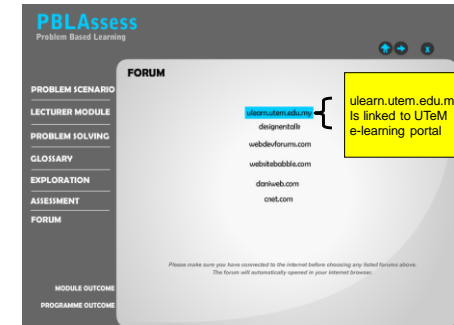 PBLAssess
Problem Based Learning
x
FORUM
PROBLEM SCENARIO
LECTURER MODULE
PROBLEM SOLVING
GLOSSARY
EXPLORATION
ASSESSMENT
FORUM
MODULE OUTCOME
PROGRAMME OUTCOME
ulearn.utem.edu.my
designentalk
webdevforums.com
websitebabble.com
daniweb.com
cnet.com
ulearn.utem.edu.m
Is linked to UTeM
e-learning portal
Please make sure you have connected to the internet before choosing any listed forums above.
The forum will automatically opened in your internet browser.